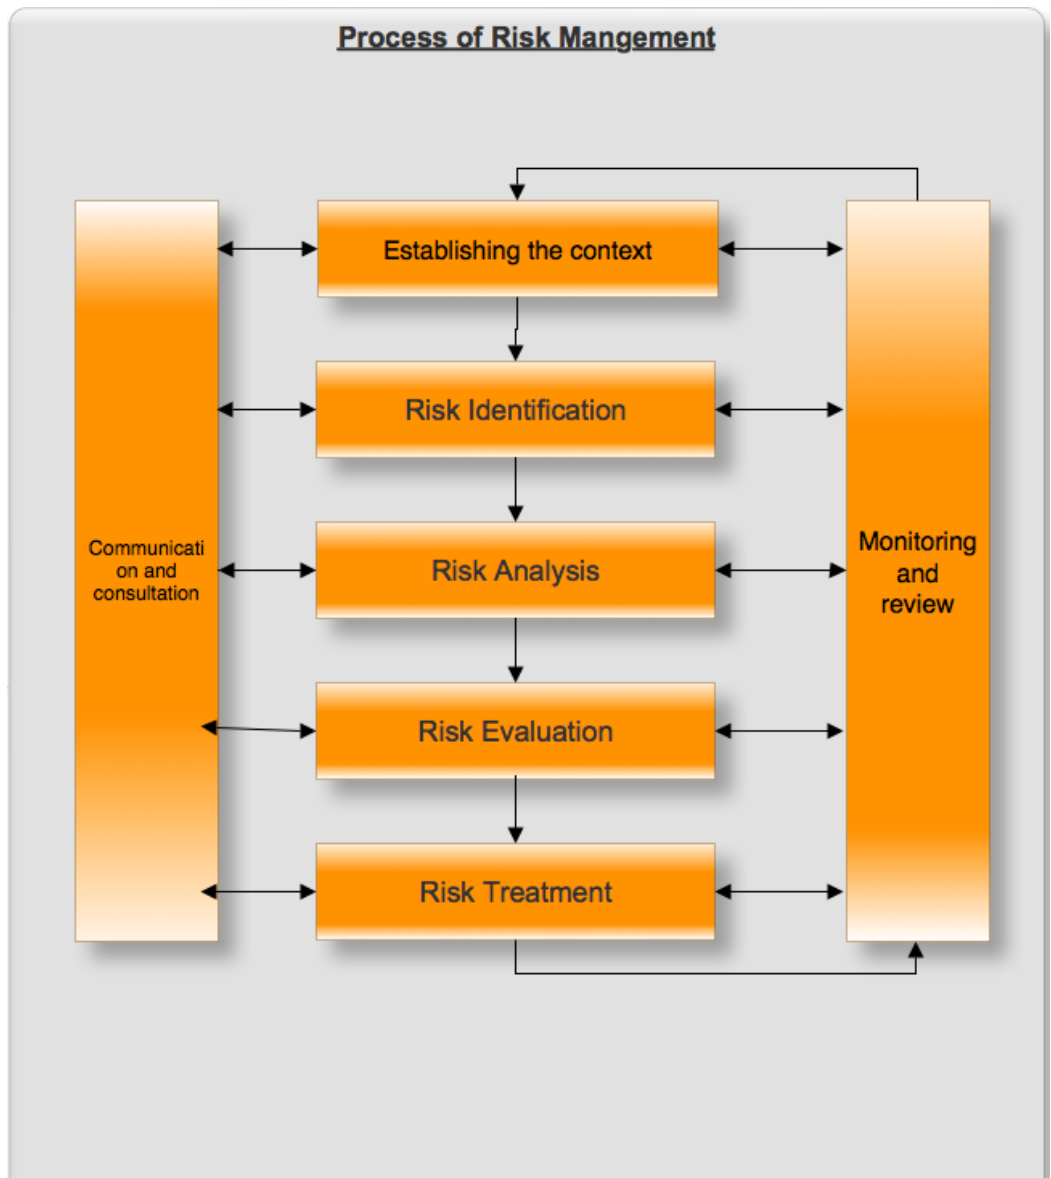 Process of Risk Mangement
Establishing the context
Risk Identification
Communicati
on and
consultation
Risk Analysis
Monitoring
and
review
Risk Evaluation
Risk Treatment